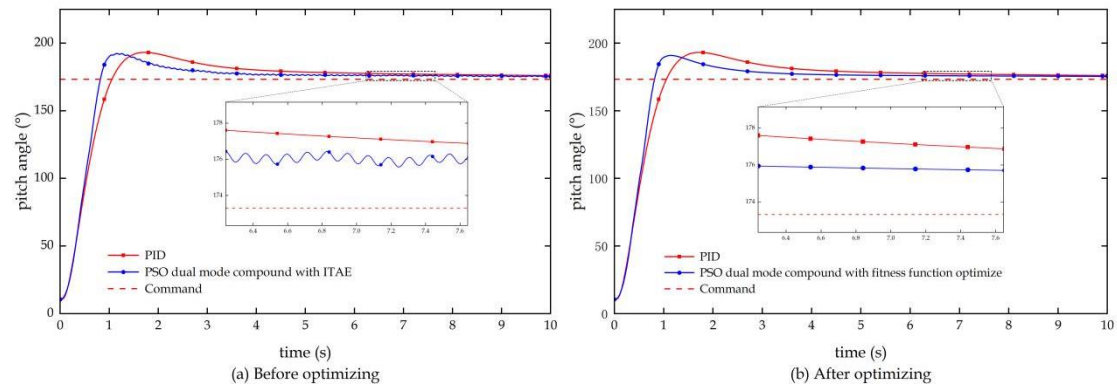 200
150
100
50
0
pitch angle (°)
178
176
174
6.4 6.6 6.8 7.0 7.2 7.4 7.6
PID
PSO dual mode compound with ITAE
Command
0 1 2 3 4 5 6 7 8 9 10
time (s)
(a) Before optimizing
200
150
100
50
0
pitch angle (°)
178
176
174
6.4 6.6 6.8 7.0 7.2 7.4 7.6
PID
PSO dual mode compound with fitness function optimize
Command
0 1 2 3 4 5 6 7 8 9 10
time (s)
(b) After optimizing